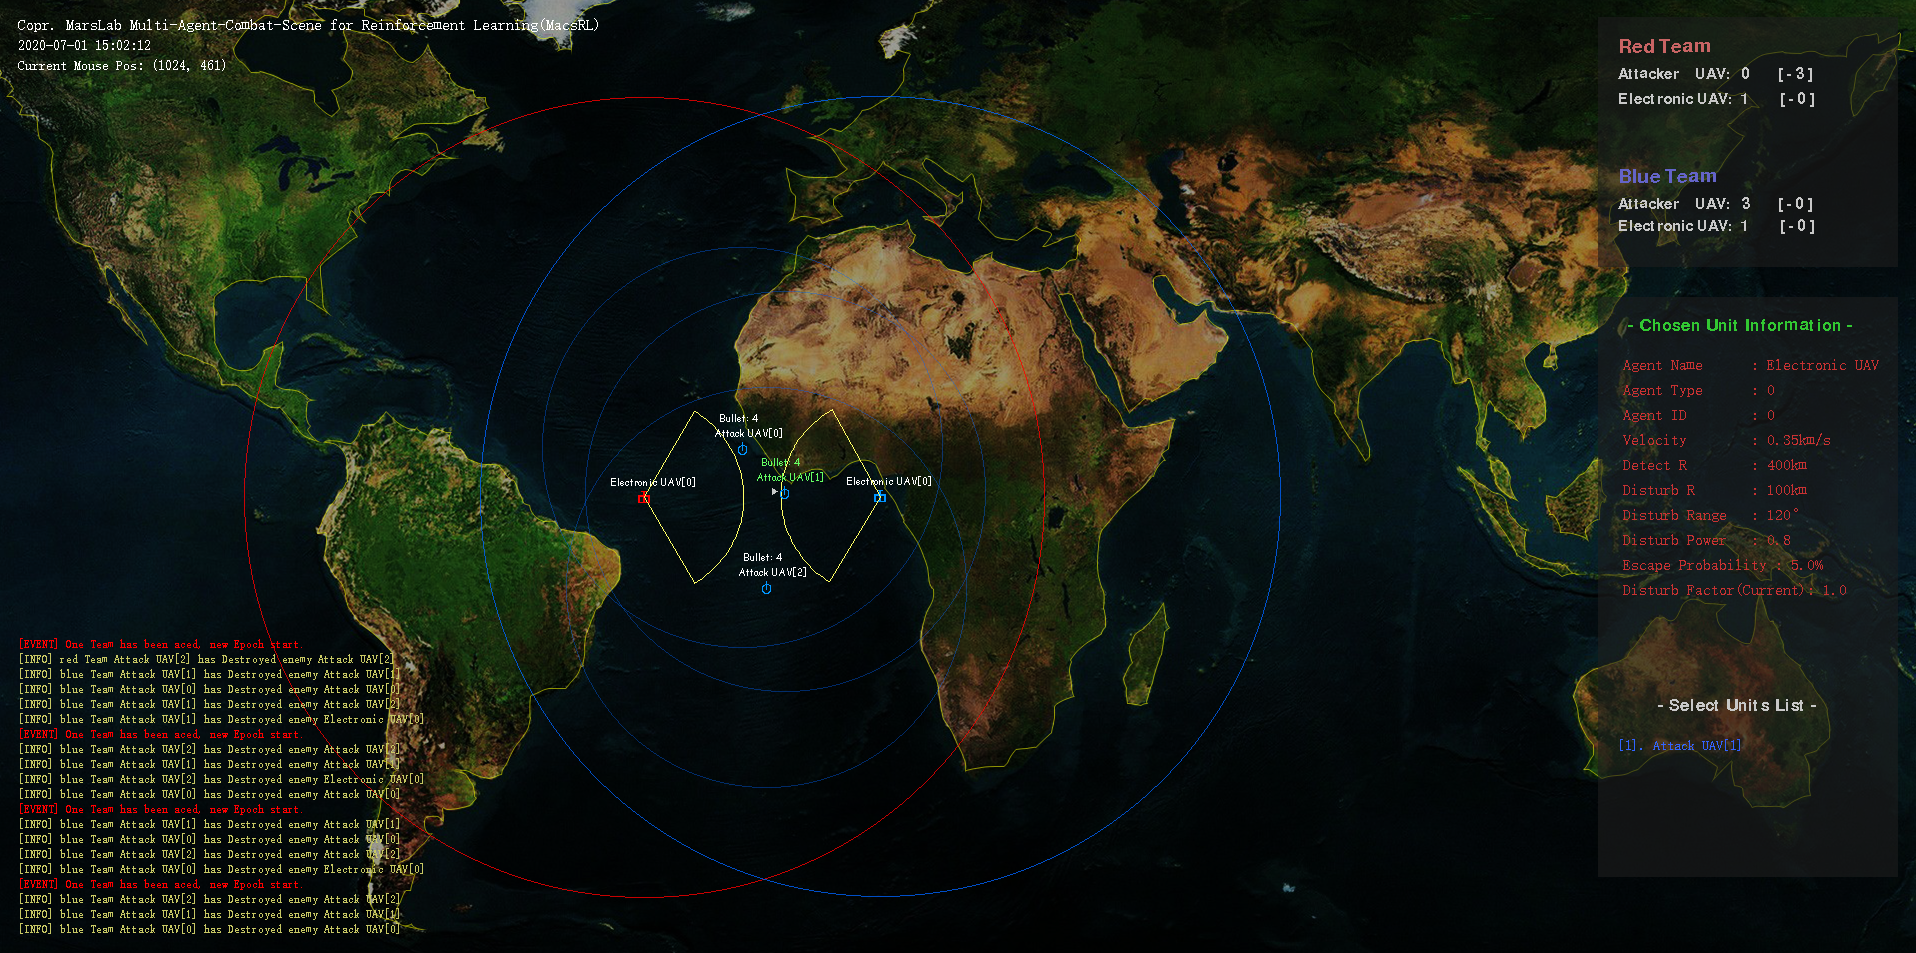 Copr. MarsLab Multi-Agent-Combat-Scene for Reinforcement Learning(MacsRL)
2020-07-01 15:02:12
Current Mouse Pos: (1024, 461)
Red Team
Attacker UAV: 0 [-3]
Electronic UAV: 1 [-0]
Blue Team
Attacker UAV: 3 [-0]
Electronic UAV: 1 [-0]
- Chosen Unit Information -
Agent Name : Electronic UAV
Agent Type : 0
Agent ID : 0
Velocity : 0.35km/s
Detect R : 400km
Disturb R : 100km
Disturb Range : 120°
Disturb Power : 0.8
Escape Probability : 5.0%
Disturb Factor(Current): 1.0
- Select Units List -
[1]. Attack UAV[1]
Bullet: 4
Attack UAV[0]
Bullet: 4
Attack UAV[1]
Electronic UAV[0]
Electronic UAV[0]
Bullet: 4
Attack UAV[2]
[EVENT] One Team has been aced, new Epoch start.
[INFO] red Team Attack UAV[2] has Destroyed enemy Attack UAV[2]
[INFO] blue Team Attack UAV[1] has Destroyed enemy Attack UAV[1]
[INFO] blue Team Attack UAV[0] has Destroyed enemy Attack UAV[0]
[INFO] blue Team Attack UAV[1] has Destroyed enemy Attack UAV[2]
[INFO] blue Team Attack UAV[1] has Destroyed enemy Electronic UAV[0]
[EVENT] One Team has been aced, new Epoch start.
[INFO] blue Team Attack UAV[2] has Destroyed enemy Attack UAV[2]
[INFO] blue Team Attack UAV[1] has Destroyed enemy Attack UAV[1]
[INFO] blue Team Attack UAV[2] has Destroyed enemy Electronic UAV[0]
[INFO] blue Team Attack UAV[0] has Destroyed enemy Attack UAV[0]
[EVENT] One Team has been aced, new Epoch start.
[INFO] blue Team Attack UAV[1] has Destroyed enemy Attack UAV[1]
[INFO] blue Team Attack UAV[0] has Destroyed enemy Attack UAV[0]
[INFO] blue Team Attack UAV[2] has Destroyed enemy Attack UAV[2]
[INFO] blue Team Attack UAV[0] has Destroyed enemy Electronic UAV[0]
[EVENT] One Team has been aced, new Epoch start.
[INFO] blue Team Attack UAV[2] has Destroyed enemy Attack UAV[2]
[INFO] blue Team Attack UAV[1] has Destroyed enemy Attack UAV[1]
[INFO] blue Team Attack UAV[0] has Destroyed enemy Attack UAV[0]